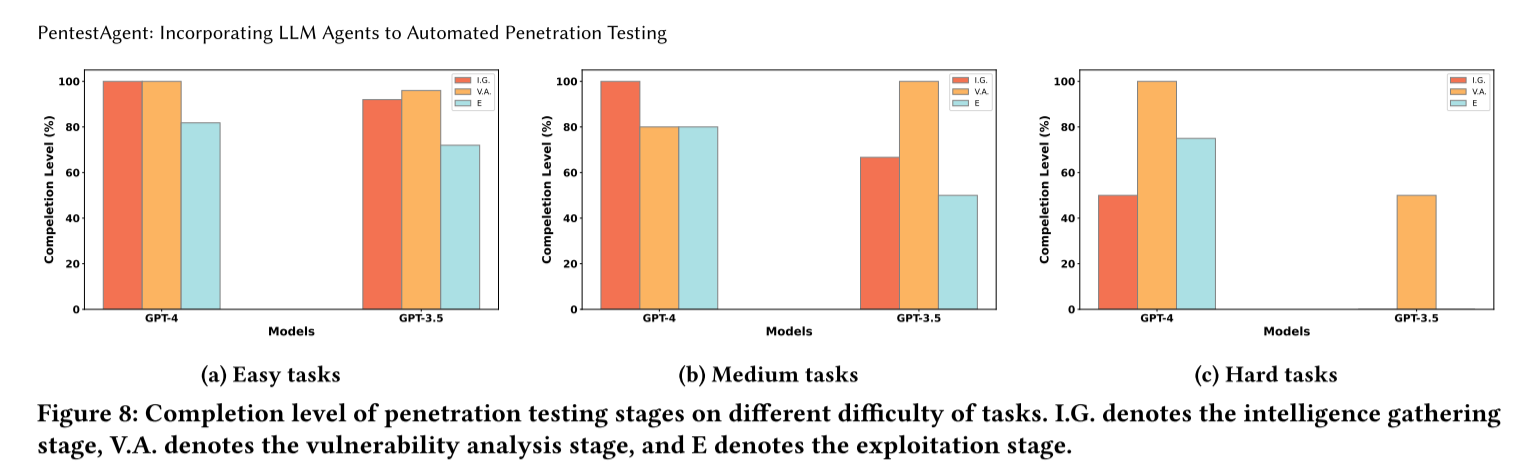 PentestAgent: Incorporating LLM Agents to Automated Penetration Testing
100
80
60
40
20
0
Compeletion Level (%)
I.G.
V.A.
E
GPT-4
GPT-3.5
Models
(a) Easy tasks
100
80
60
40
20
0
Compeletion Level (%)
I.G.
V.A.
E
GPT-4
GPT-3.5
Models
(b) Medium tasks
100
80
60
40
20
0
Compeletion Level (%)
I.G.
V.A.
E
GPT-4
GPT-3.5
Models
(c) Hard tasks
Figure 8: Completion level of penetration testing stages on different difficulty of tasks. I.G. denotes the intelligence gathering
stage, V.A. denotes the vulnerability analysis stage, and E denotes the exploitation stage.